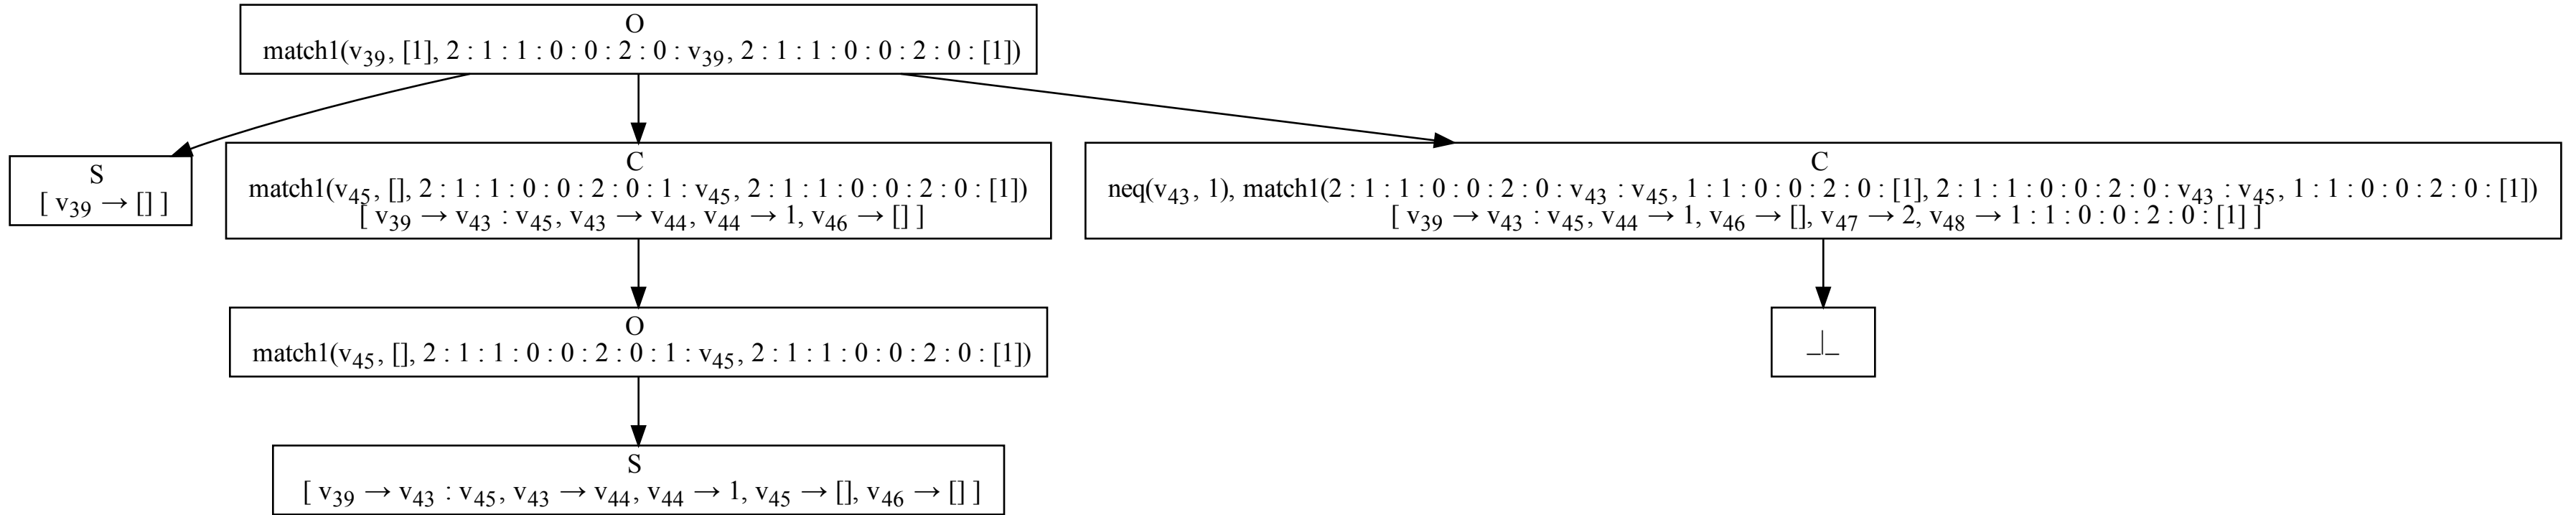 O
match1(v39, [1], 2 : 1 : 1 : 0 : 0 : 2 : 0 : v39, 2 : 1 : 1 : 0 : 0 : 2 : 0 : [1])
S
[ v39 → [] ]
C
match1(v45, [], 2 : 1 : 1 : 0 : 0 : 2 : 0 : 1 : v45, 2 : 1 : 1 : 0 : 0 : 2 : 0 : [1])
[ v39 → v43 : v45, v43 → v44, v44 → 1, v46 → [] ]
C
neq(v43, 1), match1(2 : 1 : 1 : 0 : 0 : 2 : 0 : v43 : v45, 1 : 1 : 0 : 0 : 2 : 0 : [1], 2 : 1 : 1 : 0 : 0 : 2 : 0 : v43 : v45, 1 : 1 : 0 : 0 : 2 : 0 : [1])
[ v39 → v43 : v45, v44 → 1, v46 → [], v47 → 2, v48 → 1 : 1 : 0 : 0 : 2 : 0 : [1] ]
O
match1(v45, [], 2 : 1 : 1 : 0 : 0 : 2 : 0 : 1 : v45, 2 : 1 : 1 : 0 : 0 : 2 : 0 : [1])
_|_
S
[ v39 → v43 : v45, v43 → v44, v44 → 1, v45 → [], v46 → [] ]